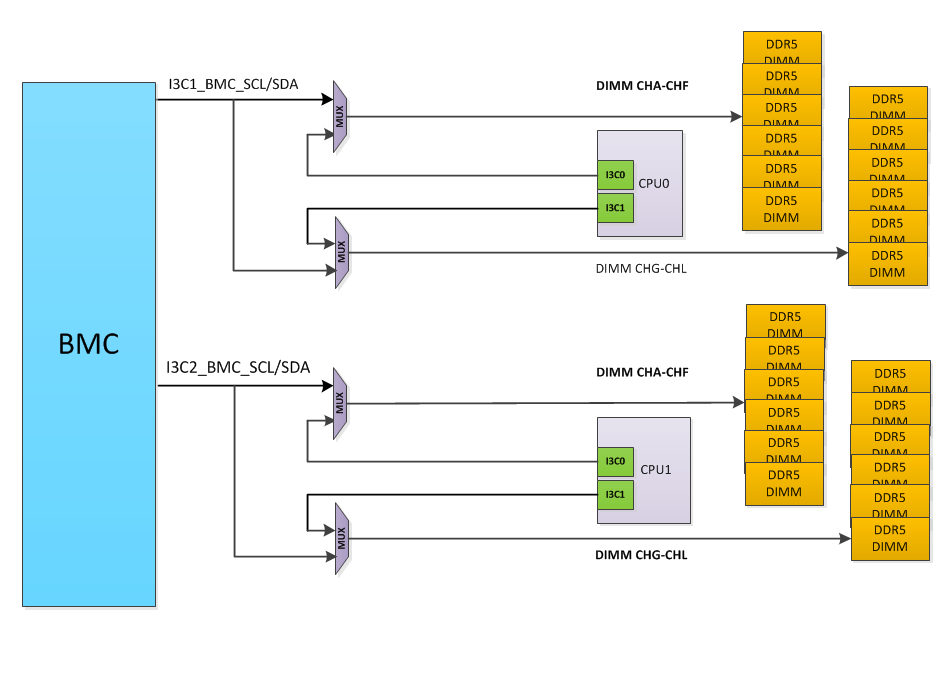 BMC
I3C1_BMC_SCL/SDA
MUX
DIMM CHA-CHF
CPU0
I3C0
I3C1
MUX
DIMM CHG-CHL
DDR5
DIMM
DDR5
DIMM
DDR5
DIMM
DDR5
DIMM
DDR5
DIMM
DDR5
DIMM
DDR5
DIMM
DDR5
DIMM
DDR5
DIMM
DDR5
DIMM
DDR5
DIMM
DDR5
DIMM
I3C2_BMC_SCL/SDA
MUX
DIMM CHA-CHF
CPU1
I3C0
I3C1
MUX
DIMM CHG-CHL
DDR5
DIMM
DDR5
DIMM
DDR5
DIMM
DDR5
DIMM
DDR5
DIMM
DDR5
DIMM
DDR5
DIMM
DDR5
DIMM
DDR5
DIMM
DDR5
DIMM
DDR5
DIMM
DDR5
DIMM